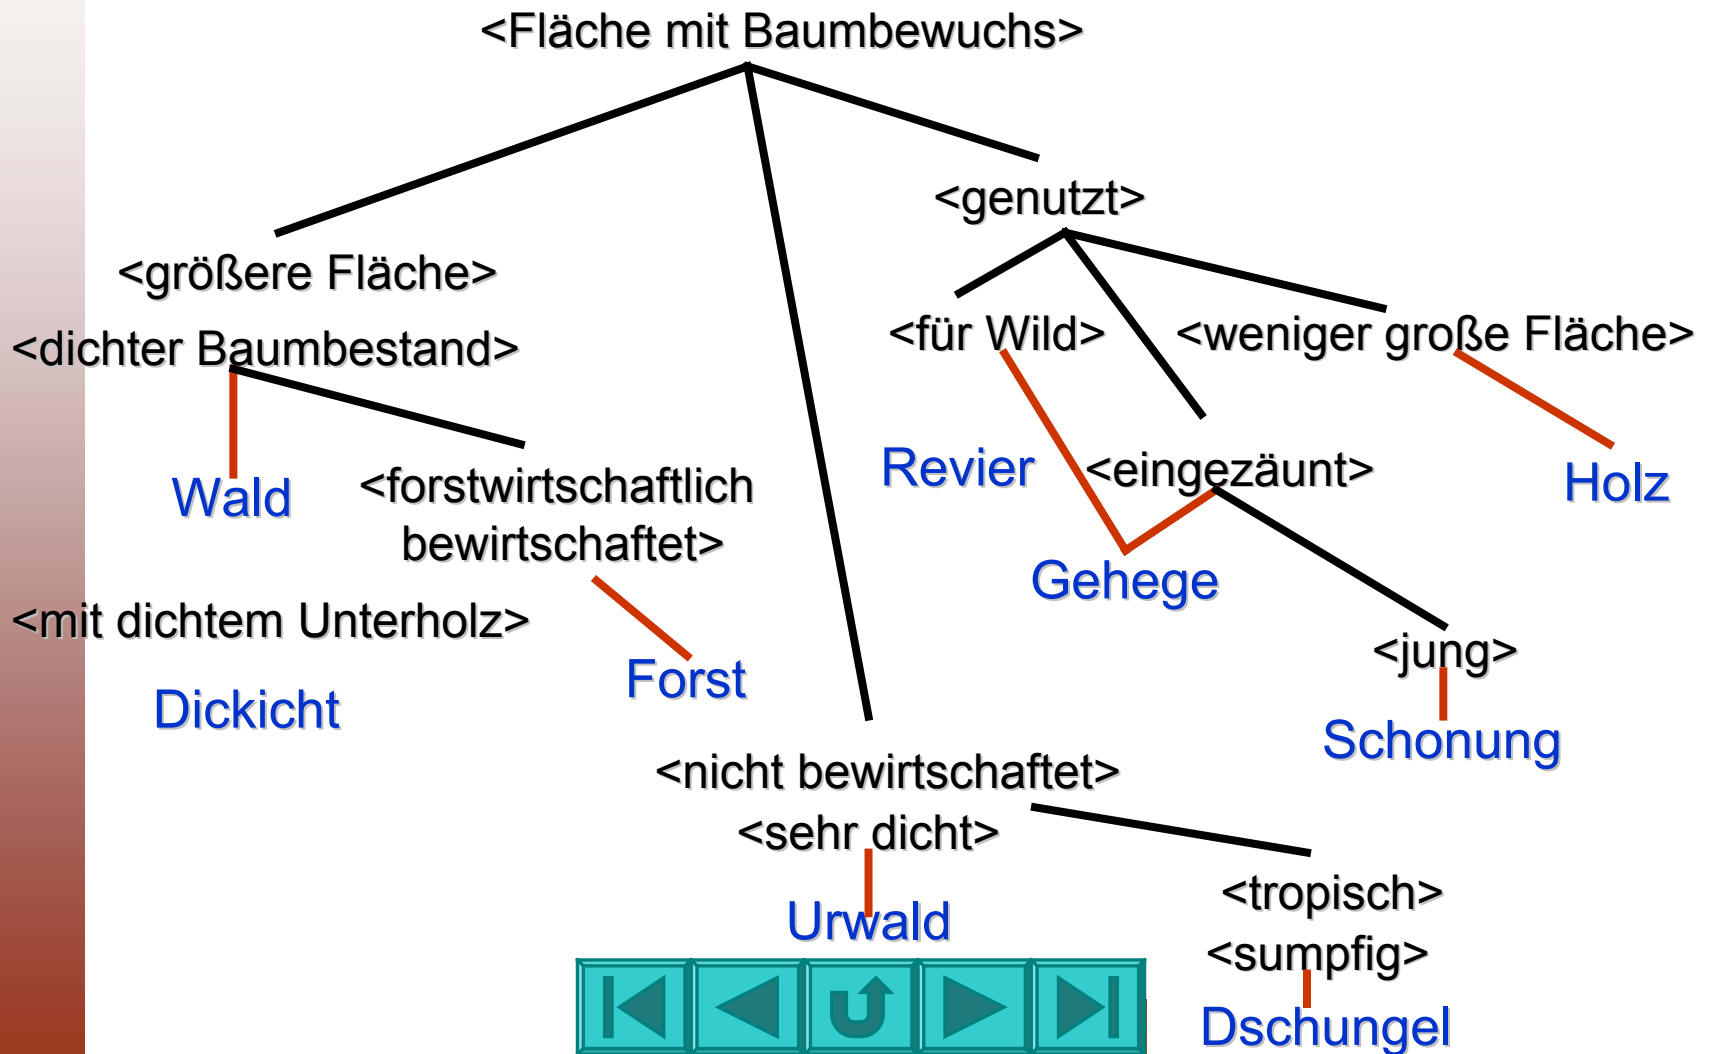 <Fläche mit Baumbewuchs>
<genutzt>
<größere Fläche>
<für Wild> <weniger große Fläche>
<dichter Baumbestand>
Revier <eingezäunt> Holz
Wald <forstwirtschaftlich
bewirtschaftet>
Gehege
<mit dichtem Unterholz>
<jung>
Forst
Dickicht
Schonung
<nicht bewirtschaftet>
<sehr dicht>
<tropisch>
Urwald
<sumpfig>
Dschungel